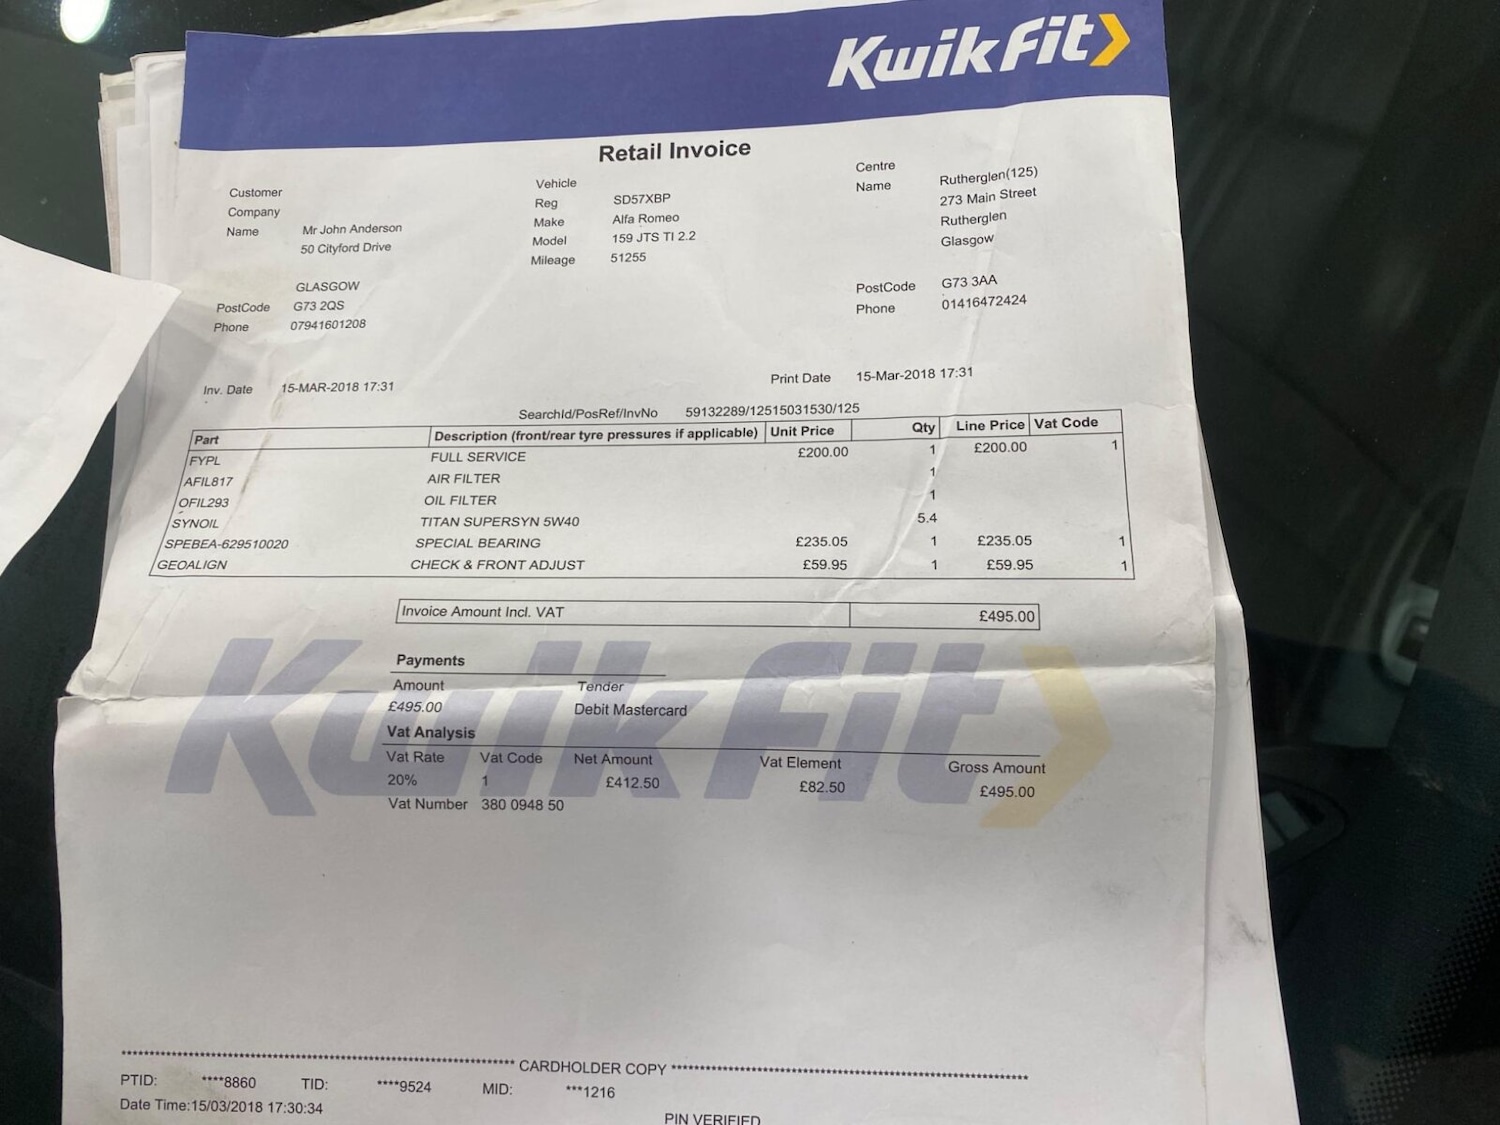 KwikFit
Retail Invoice
Customer
Company
Name Mr John Anderson
50 Cityford Drive
GLASGOW
PostCode G73 2QS
Phone 07941601208
Vehicle
Reg SD57XBP
Make Alfa Romeo
Model 159 JTS TI 2.2
Mileage 51255
Centre
Name Rutherglen(125)
273 Main Street
Rutherglen
Glasgow
PostCode G73 3AA
Phone 01416472424
Inv. Date 15-MAR-2018 17:31
Print Date 15-Mar-2018 17:31
SearchId/PosRef/InvNo 59132289/12515031530/125
Part Description (front/rear tyre pressures if applicable) Unit Price Qty Line Price Vat Code
FYPL FULL SERVICE £200.00 1 £200.00 1
AFIL817 AIR FILTER 1
OFIL293 OIL FILTER 1
SYNOIL TITAN SUPERSYN 5W40 5.4
SPEBEA-629510020 SPECIAL BEARING £235.05 1 £235.05 1
GEOALIGN CHECK & FRONT ADJUST £59.95 1 £59.95 1
Invoice Amount Incl. VAT £495.00
KwikFit
Payments
Amount Tender
£495.00 Debit Mastercard
Vat Analysis
Vat Rate Vat Code Net Amount Vat Element Gross Amount
20% 1 £412.50 £82.50 £495.00
Vat Number 380 0948 50
CARDHOLDER COPY
PTID: ****8860 TID: ****9524 MID: ***1216
Date Time:15/03/2018 17:30:34
PIN VERIFIED